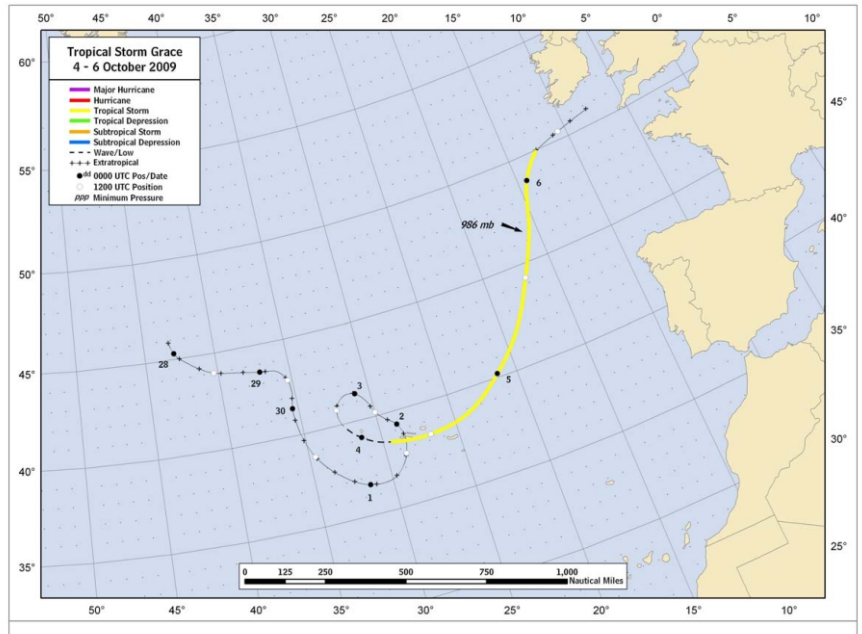 50° 45° 40° 35° 30° 25° 20° 15° 10° 5° 0° 5° 10°
Tropical Storm Grace
4 - 6 October 2009
Major Hurricane
Hurricane
Tropical Storm
Tropical Depression
Subtropical Storm
Subtropical Depression
Wave/Low
Extratropical
dd 0000 UTC Pos/Date
1200 UTC Position
PPP Minimum Pressure
60°
45°
55°
6
40°
986 mb
50°
35°
45°
28
29
5
3
30
2
30°
4
40°
1
25°
35°
0 125 250 500 750 1,000
Nautical Miles
50° 45° 40° 35° 30° 25° 20° 15° 10°